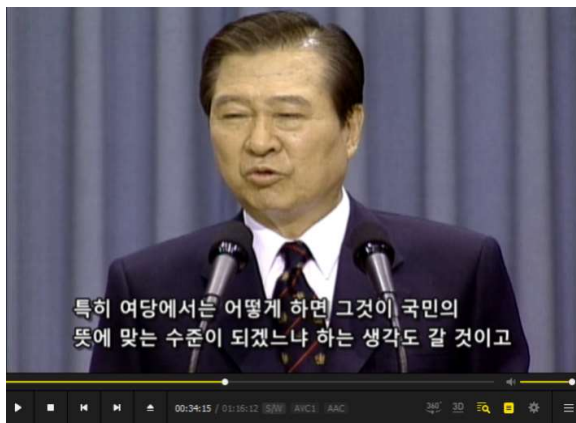 특히 여당에서는 어떻게 하면 그것이 국민의
뜻에 맞는 수준이 되겠느냐 하는 생각도 갈 것이고
00:34:15 / 01:16:12 S/W AVC1 AAC 360° 3D